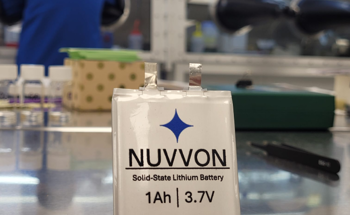 NUVVON
Solid-State Lithium Battery
1Ah | 3.7V